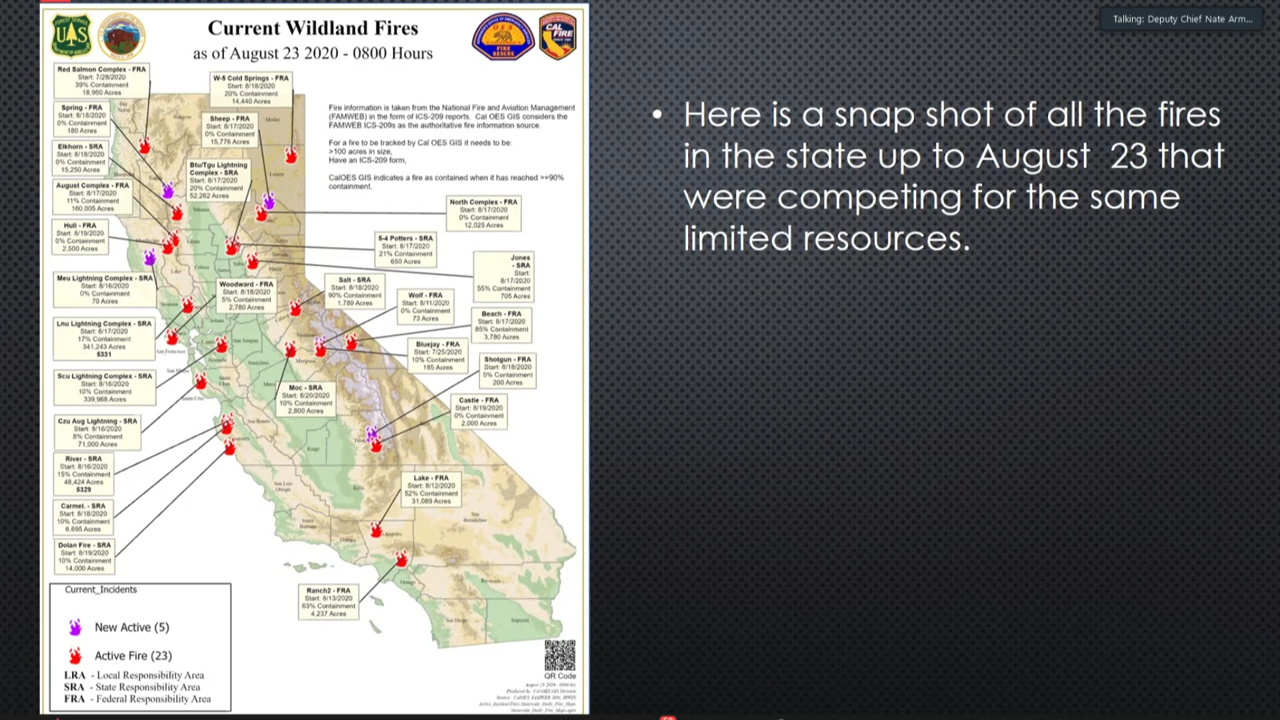 Talking: Deputy Chief Nate Arm...
Current Wildland Fires
as of August 23 2020 - 0800 Hours
Fire Information is taken from the National Fire and Aviation Management
(FAMWEB) in the form of ICS-209 reports. Cal OES GIS considers the
FAMWEB ICS-209s as the authoritative fire information source.
For a fire to be tracked by Cal OES GIS it needs to be:
>100 acres in size,
Have an ICS-209 form,
CalOES GIS indicates a fire as contained when it has reached >=90%
containment.
Red Salmon Complex - FRA
Start: 7/28/2020
39% Containment
18,960 Acres
W-5 Cold Springs - FRA
Start: 8/18/2020
20% Containment
14,440 Acres
Spring - FRA
Start: 8/18/2020
0% Containment
180 Acres
Sheep - FRA
Start: 8/17/2020
0% Containment
15,776 Acres
Elkhorn - SRA
Start: 8/18/2020
0% Containment
15,250 Acres
Btu/Tgu Lightning
Complex - SRA
Start: 8/17/2020
20% Containment
52,262 Acres
August Complex - FRA
Start: 8/17/2020
11% Containment
160,005 Acres
North Complex - FRA
Start: 8/17/2020
0% Containment
12,025 Acres
Hull - FRA
Start: 8/19/2020
0% Containment
2,500 Acres
5-4 Potters - SRA
Start: 8/17/2020
21% Containment
650 Acres
Jones
- SRA
Start:
8/17/2020
55% Containment
705 Acres
Meu Lightning Complex - SRA
Start: 8/16/2020
0% Containment
70 Acres
Woodward - FRA
Start: 8/18/2020
5% Containment
2,780 Acres
Salt - SRA
Start: 8/18/2020
90% Containment
1,789 Acres
Wolf - FRA
Start: 8/11/2020
0% Containment
73 Acres
Beach - FRA
Start: 8/17/2020
85% Containment
3,780 Acres
Lnu Lightning Complex - SRA
Start: 8/17/2020
17% Containment
341,243 Acres
5331
Bluejay - FRA
Start: 7/25/2020
10% Containment
185 Acres
Shotgun - FRA
Start: 8/15/2020
0% Containment
200 Acres
Scu Lightning Complex - SRA
Start: 8/16/2020
10% Containment
339,968 Acres
Moc - SRA
Start: 8/20/2020
10% Containment
2,800 Acres
Castle - FRA
Start: 8/19/2020
0% Containment
2,000 Acres
Czu Aug Lightning - SRA
Start: 8/16/2020
8% Containment
71,000 Acres
River - SRA
Start: 8/16/2020
15% Containment
48,424 Acres
5329
Carmel - SRA
Start: 8/18/2020
10% Containment
6,695 Acres
Lake - FRA
Start: 8/12/2020
52% Containment
31,089 Acres
Dolan Fire - SRA
Start: 8/19/2020
10% Containment
14,000 Acres
Ranch2 - FRA
Start: 8/13/2020
63% Containment
4,237 Acres
Current_Incidents
New Active (5)
Active Fire (23)
LRA - Local Responsibility Area
SRA - State Responsibility Area
FRA - Federal Responsibility Area
QR Code
• Here is a snap shot of all the fires
in the state up to August 23 that
were competing for the same
limited resources.